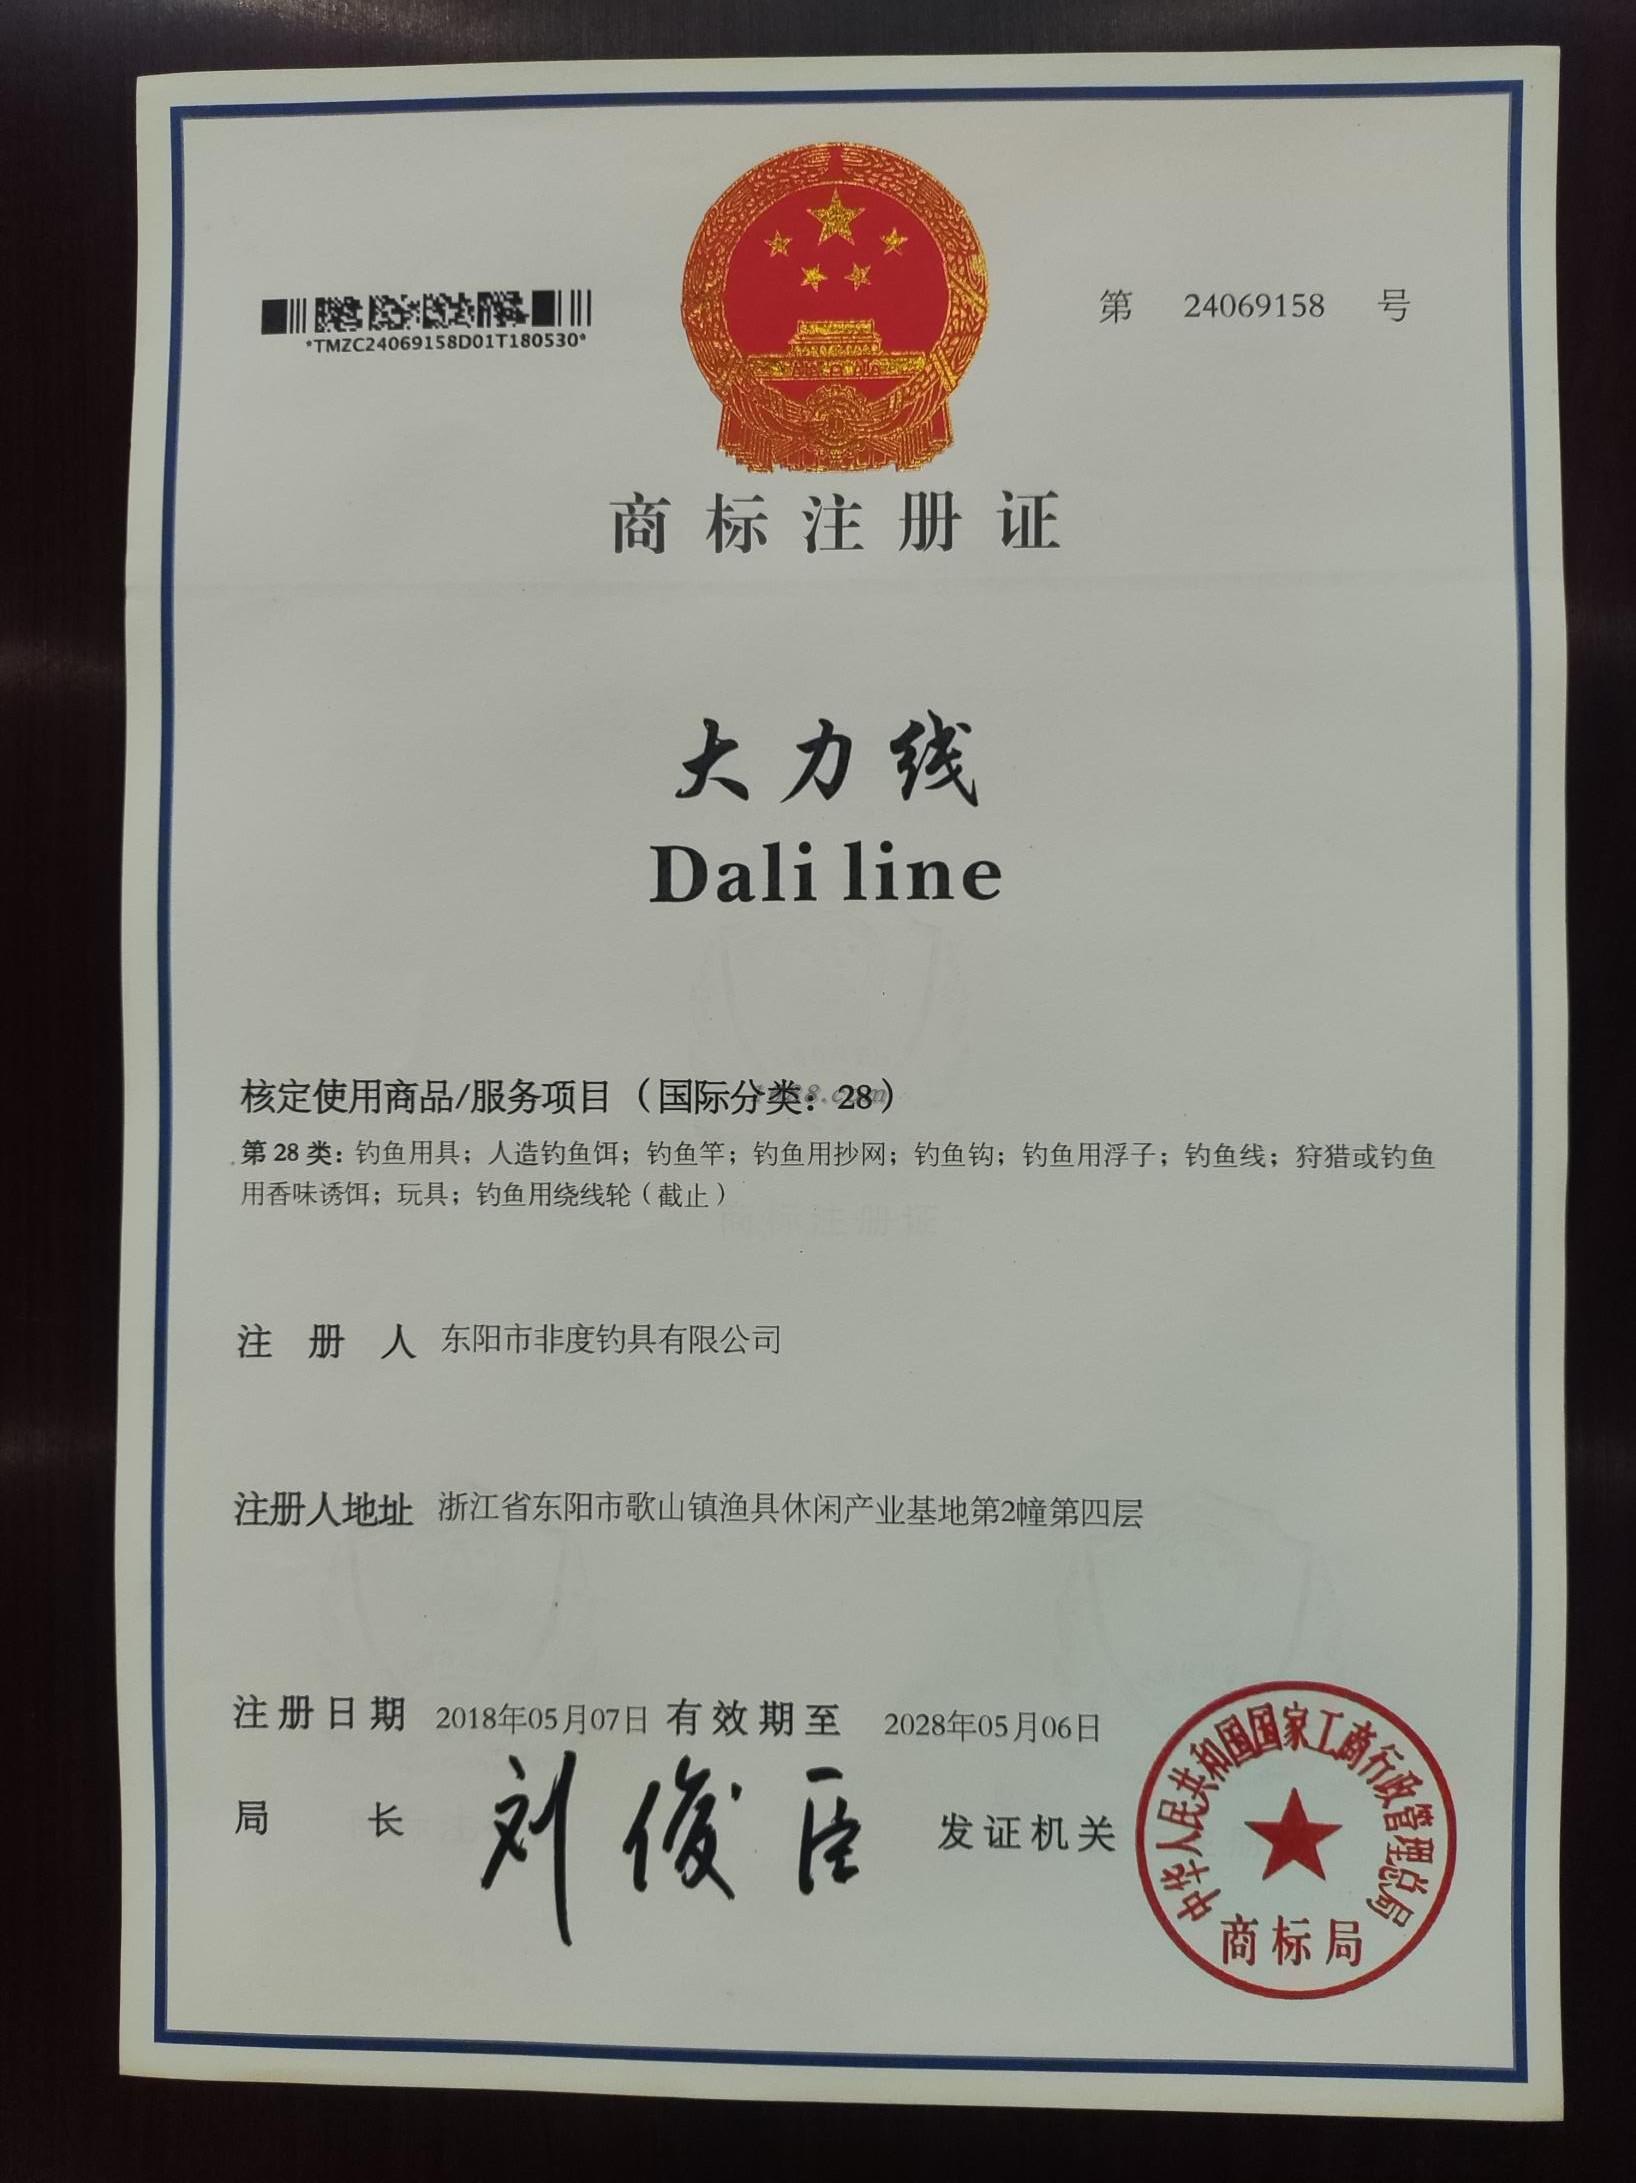 第 24069158 号
*TMZC24069158D01T180530*
商标注册证
大力线
Dali line
核定使用商品/服务项目（国际分类：28）
1688.com
第28类：钓鱼用具；人造钓鱼饵；钓鱼竿；钓鱼用抄网；钓鱼钩；钓鱼用浮子；钓鱼线；狩猎或钓鱼
用香味诱饵；玩具；钓鱼用绕线轮（截止）
商标注册证
注册人 东阳市非度钓具有限公司
注册人地址 浙江省东阳市歌山镇渔具休闲产业基地第2幢第四层
注册日期 2018年05月07日 有效期至 2028年05月06日
局长 刘俊臣 发证机关
中华人民共和国国家工商行政管理总局
商标局